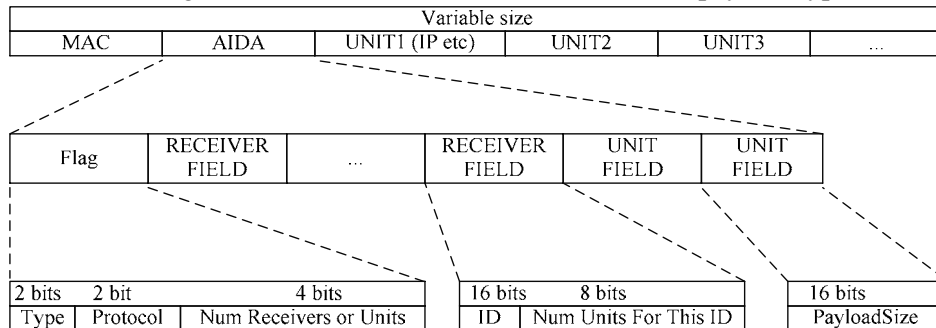 Variable size
MAC AIDA UNIT1 (IP etc) UNIT2 UNIT3 ...
Flag RECEIVER FIELD ... RECEIVER FIELD UNIT FIELD UNIT FIELD
2 bits 2 bit 4 bits 16 bits 8 bits 16 bits
Type Protocol Num Receivers or Units ID Num Units For This ID PayloadSize